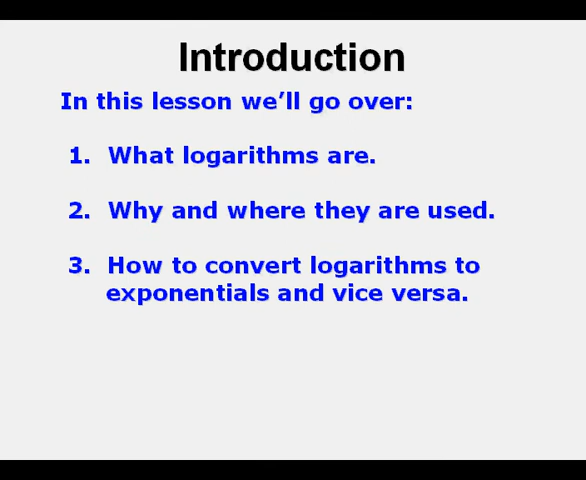 Introduction
In this lesson we’ll go over:
1. What logarithms are.
2. Why and where they are used.
3. How to convert logarithms to
exponentials and vice versa.